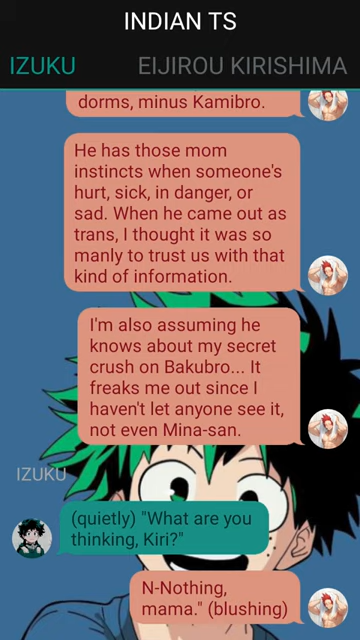 INDIAN TS
IZUKU EIJIROU KIRISHIMA
dorms, minus Kamibro.
He has those mom
instincts when someone's
hurt, sick, in danger, or
sad. When he came out as
trans, I thought it was so
manly to trust us with that
kind of information.
I'm also assuming he
knows about my secret
crush on Bakubro... It
freaks me out since I
haven't let anyone see it,
not even Mina-san.
IZUKU
(quietly) "What are you
thinking, Kiri?"
N-Nothing,
mama." (blushing)